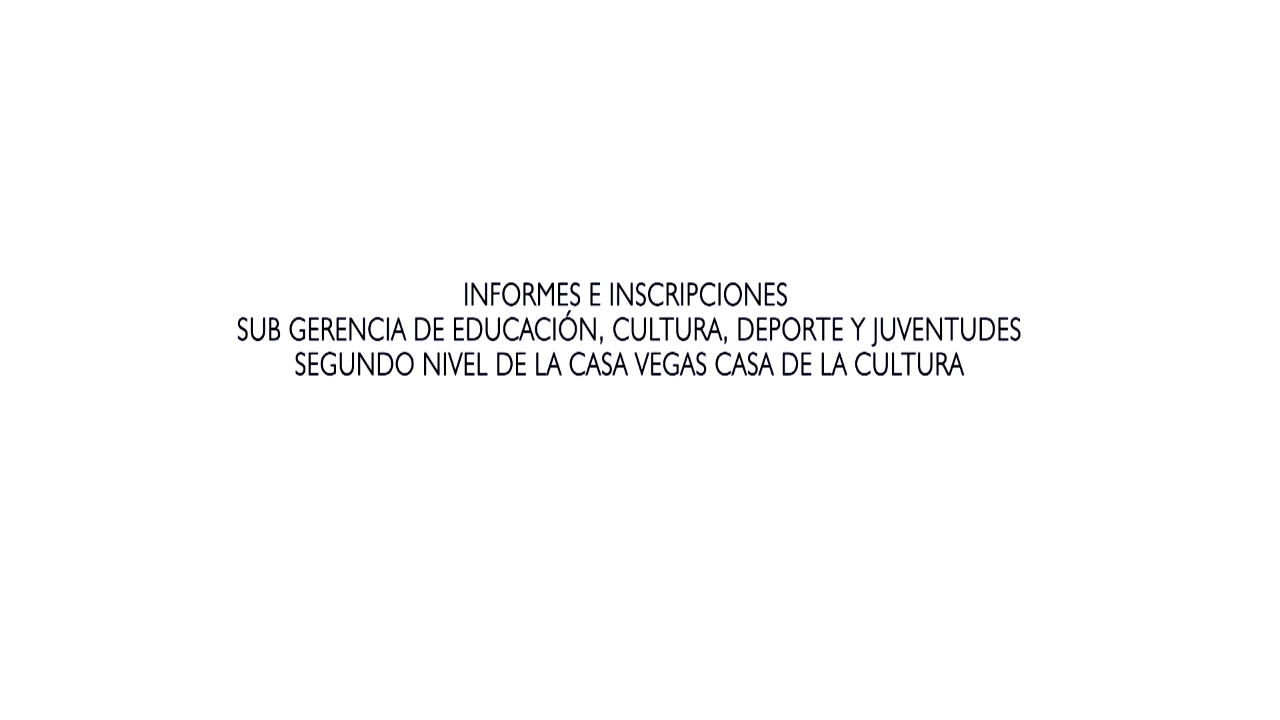 INFORMES E INSCRIPCIONES
SUB GERENCIA DE EDUCACIÓN, CULTURA, DEPORTE Y JUVENTUDES
SEGUNDO NIVEL DE LA CASA VEGAS CASA DE LA CULTURA